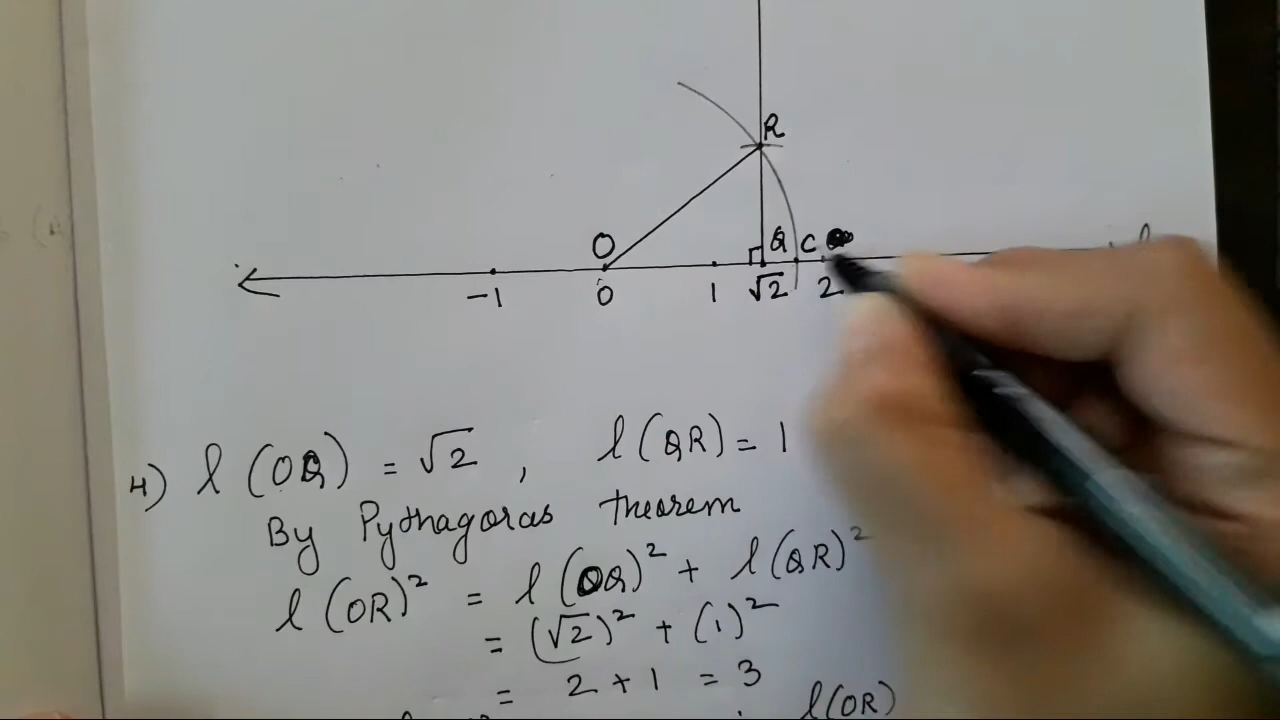 R
O Q C l
-1 0 1 √2 2
4) l (OQ) = √2 , l (QR) = 1
By Pythagoras theorem
l (OR)² = l (OQ)² + l (QR)²
= (√2)² + (1)²
= 2 + 1 = 3
l(OR)